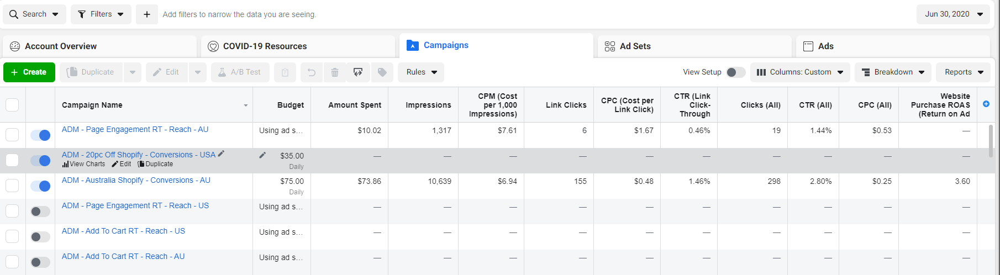 Search Filters + Add filters to narrow the data you are seeing. Jun 30, 2020
Account Overview COVID-19 Resources Campaigns Ad Sets Ads
+ Create Duplicate Edit A/B Test Rules View Setup Columns: Custom Breakdown Reports
Campaign Name Budget Amount Spent Impressions CPM (Cost per 1,000 Impressions) Link Clicks CPC (Cost per Link Click) CTR (Link Click-Through Clicks (All) CTR (All) CPC (All) Website Purchase ROAS (Return on Ad
ADM - Page Engagement RT - Reach - AU Using ad s... $10.02 1,317 $7.61 6 $1.67 0.46% 19 1.44% $0.53 —
ADM - 20pc Off Shopify - Conversions - USA $35.00 — — — — — — — — — —
View Charts Edit Duplicate Daily
ADM - Australia Shopify - Conversions - AU $75.00 $73.86 10,639 $6.94 155 $0.48 1.46% 298 2.80% $0.25 3.60
Daily
ADM - Page Engagement RT - Reach - US Using ad s... — — — — — — — — — —
ADM - Add To Cart RT - Reach - US Using ad s... — — — — — — — — — —
ADM - Add To Cart RT - Reach - AU Using ad s... — — — — — — — — — —